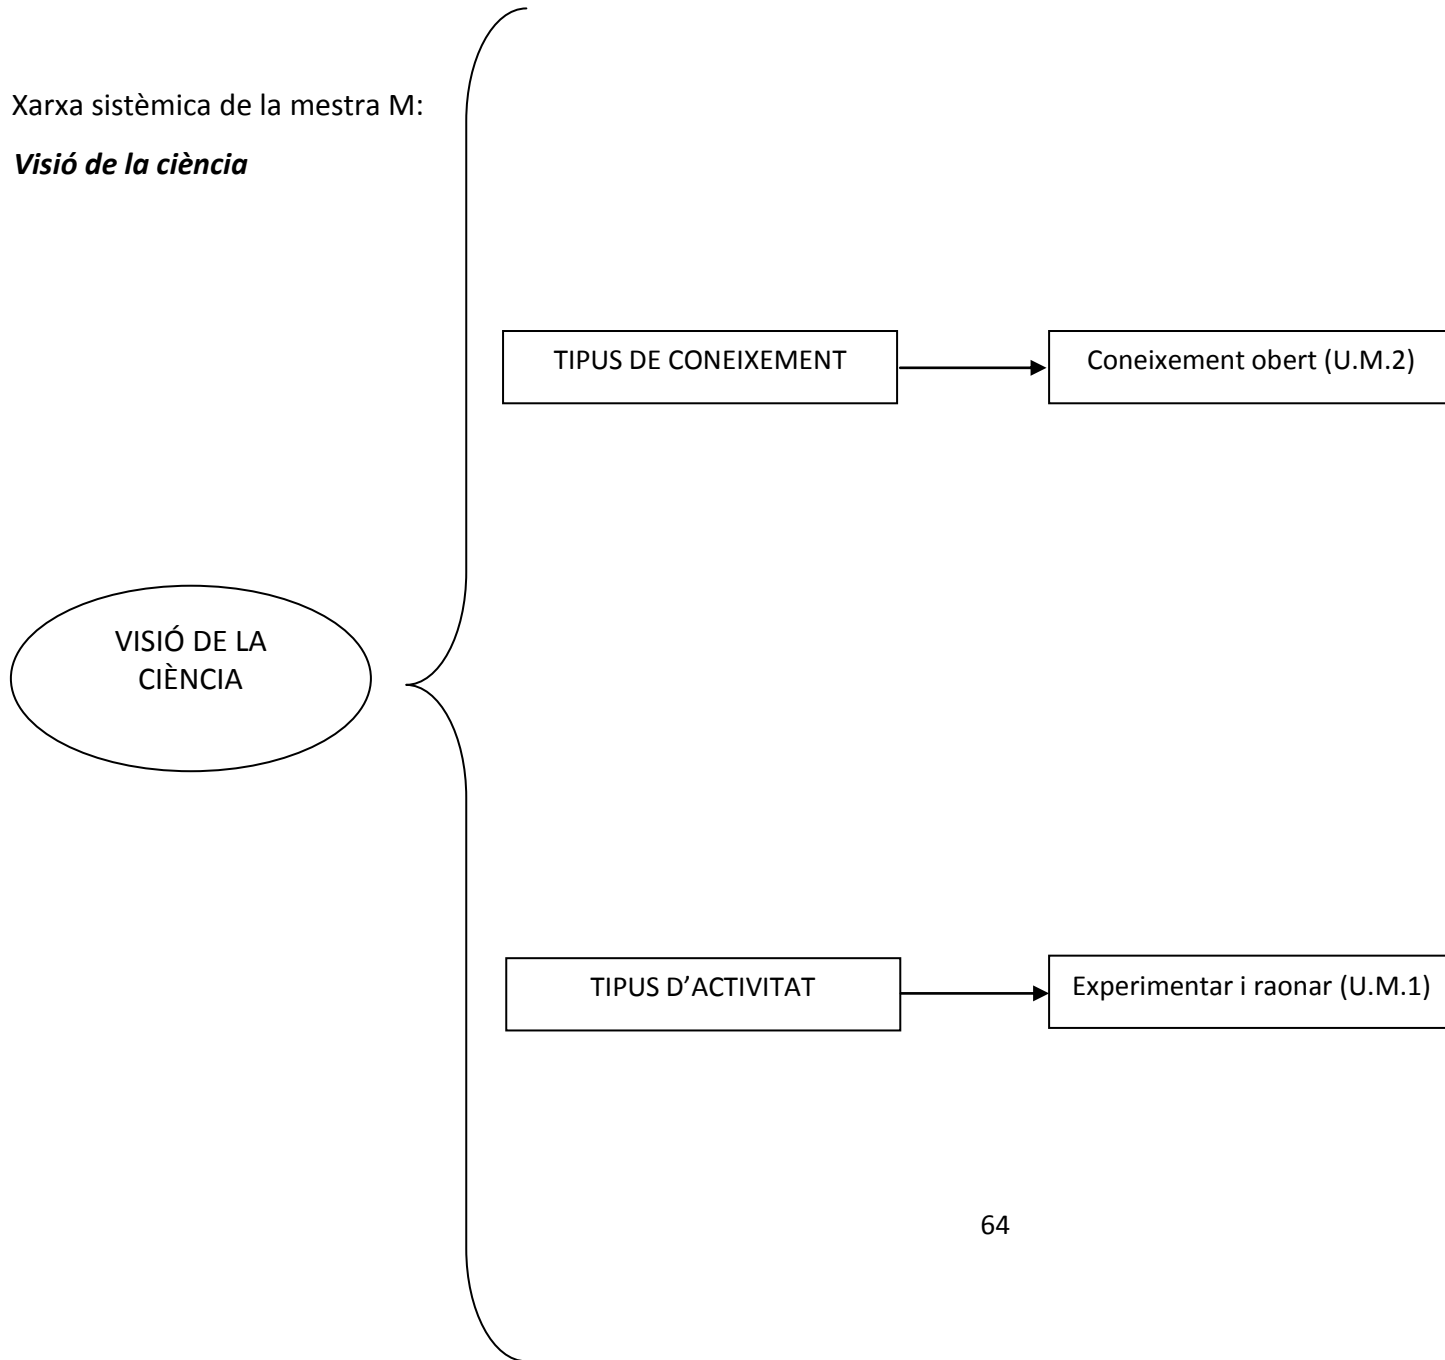 Xarxa sistèmica de la mestra M:
Visió de la ciència
TIPUS DE CONEIXEMENT
Coneixement obert (U.M.2)
VISIÓ DE LA
CIÈNCIA
TIPUS D’ACTIVITAT
Experimentar i raonar (U.M.1)
64